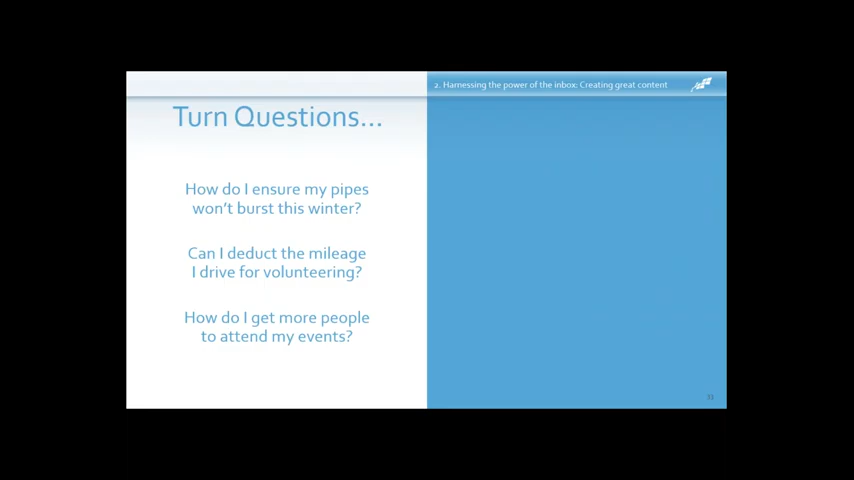 2. Harnessing the power of the inbox: Creating great content
Turn Questions...
How do I ensure my pipes
won't burst this winter?
Can I deduct the mileage
I drive for volunteering?
How do I get more people
to attend my events?